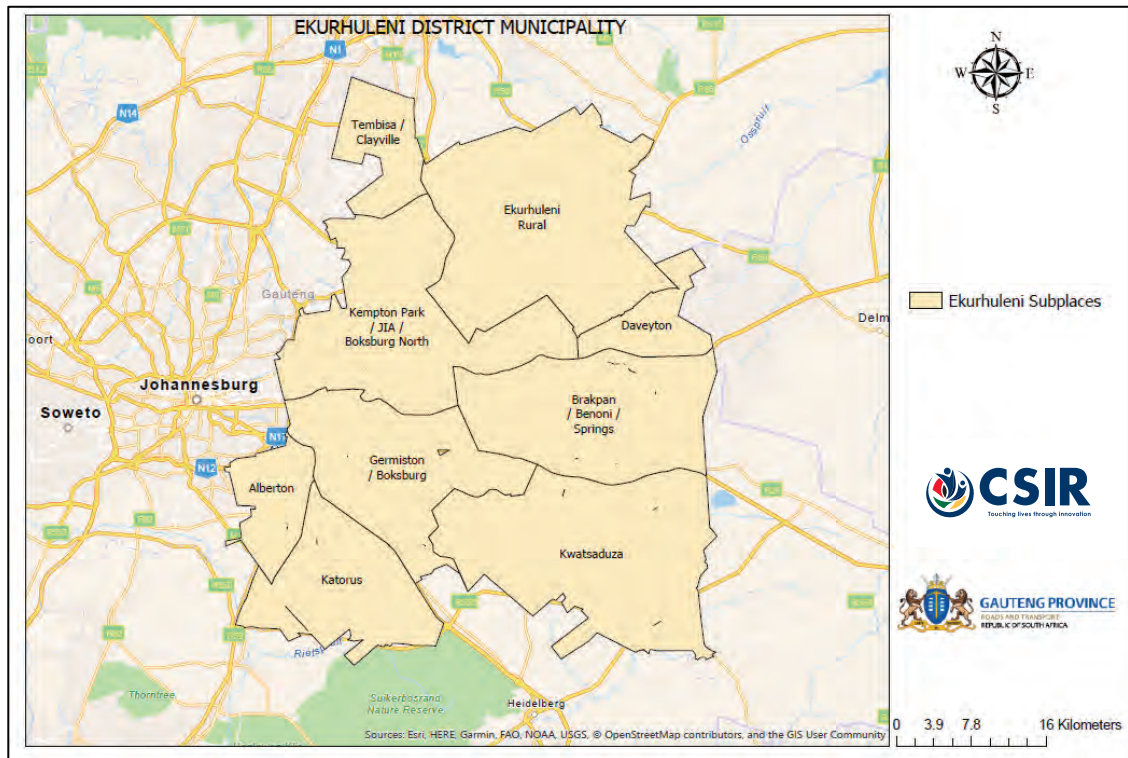 EKURHULENI DISTRICT MUNICIPALITY
N1
N14
Tembisa /
Clayville
Ekurhuleni
Rural
Osspruit
Gauteng
Kempton Park
/ JIA /
Boksburg North
Daveyton
Delm
oort
Johannesburg
Soweto
Brakpan
/ Benoni /
Springs
N12
Germiston
/ Boksburg
Alberton
Kwatsaduza
Katorus
Thorntree
Suikerbosrand
Nature Reserve
Heidelberg
Sources: Esri, HERE, Garmin, FAO, NOAA, USGS, © OpenStreetMap contributors, and the GIS User Community
N
W
E
S
Ekurhuleni Subplaces
CSIR
Touching lives through innovation
GAUTENG PROVINCE
ROADS AND TRANSPORT
REPUBLIC OF SOUTH AFRICA
0 3.9 7.8 16 Kilometers